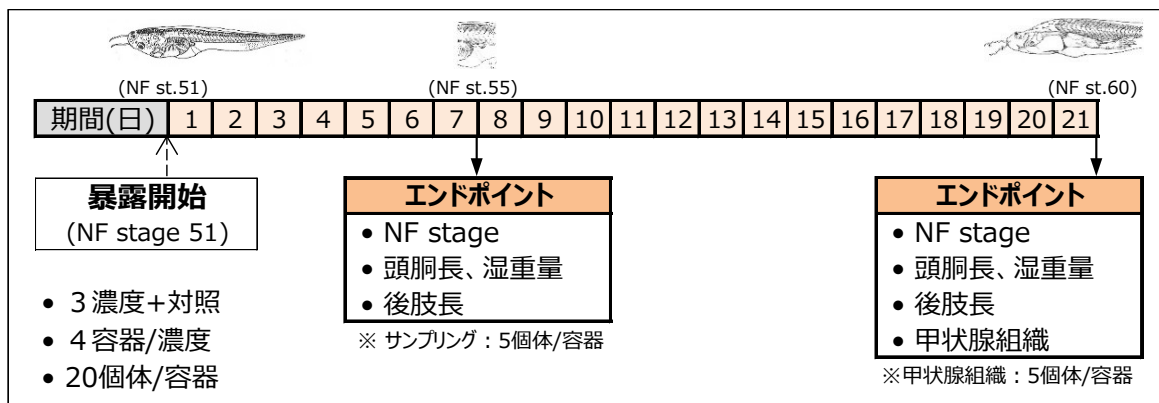 (NF st.51)
(NF st.55)
(NF st.60)
期間(日) 1 2 3 4 5 6 7 8 9 10 11 12 13 14 15 16 17 18 19 20 21
暴露開始
(NF stage 51)
• 3濃度+対照
• 4容器/濃度
• 20個体/容器
エンドポイント
• NF stage
• 頭胴長、湿重量
• 後肢長
※ サンプリング：5個体/容器
エンドポイント
• NF stage
• 頭胴長、湿重量
• 後肢長
• 甲状腺組織
※甲状腺組織：5個体/容器